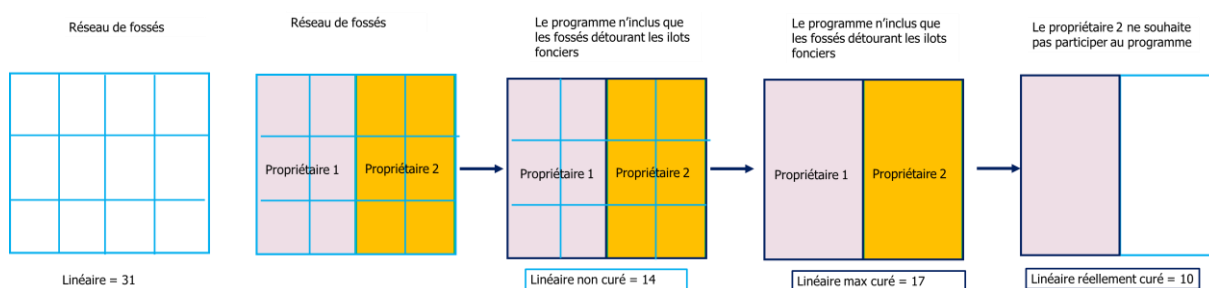 Réseau de fossés
Linéaire = 31
Réseau de fossés
Propriétaire 1
Propriétaire 2
Le programme n'inclus que
les fossés détourant les ilots
fonciers
Propriétaire 1
Propriétaire 2
Linéaire non curé = 14
Le programme n'inclus que
les fossés détourant les ilots
fonciers
Propriétaire 1
Propriétaire 2
Linéaire max curé = 17
Le propriétaire 2 ne souhaite
pas participer au programme
Linéaire réellement curé = 10